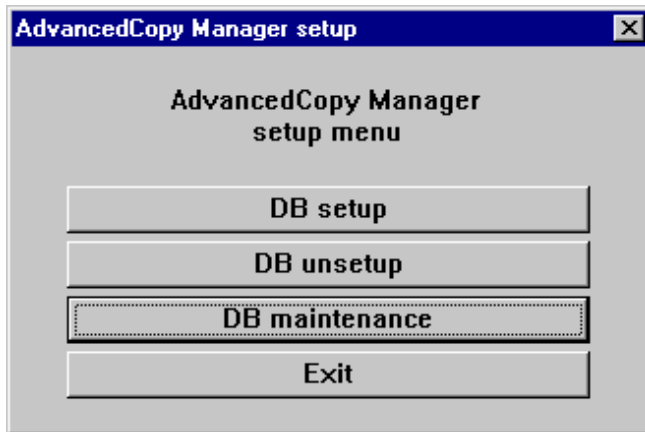 AdvancedCopy Manager setup
AdvancedCopy Manager
setup menu
DB setup
DB unsetup
DB maintenance
Exit